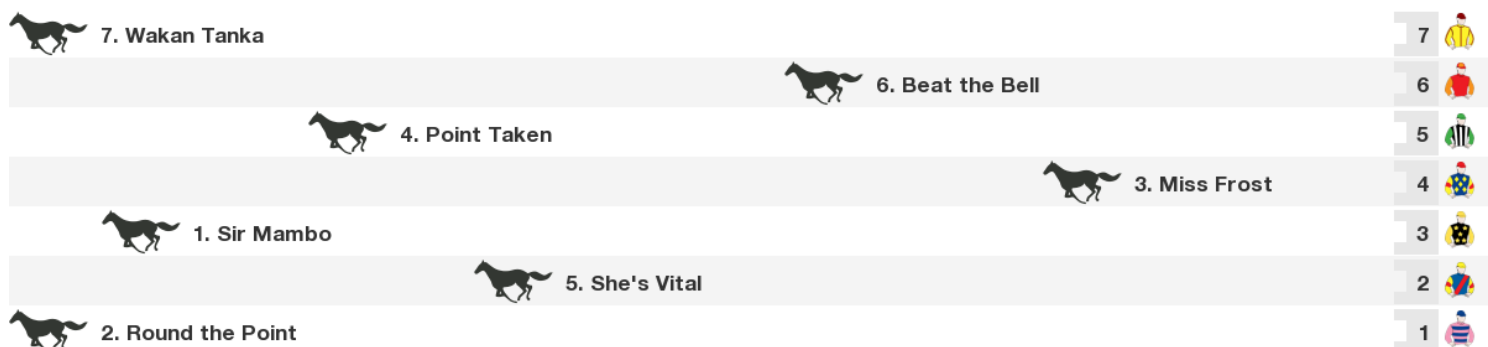 7. Wakan Tanka 7
6. Beat the Bell 6
4. Point Taken 5
3. Miss Frost 4
1. Sir Mambo 3
5. She's Vital 2
2. Round the Point 1